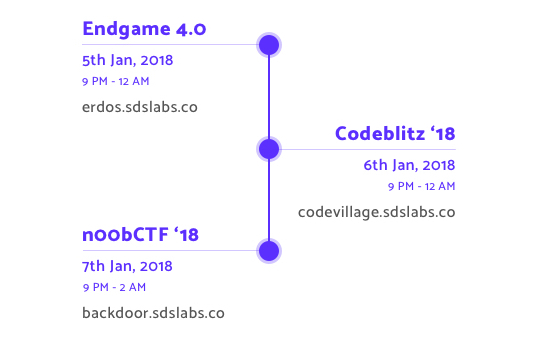 Endgame 4.0
5th Jan, 2018
9 PM - 12 AM
erdos.sdslabs.co
Codeblitz ‘18
6th Jan, 2018
9 PM - 12 AM
codevillage.sdslabs.co
n00bCTF ‘18
7th Jan, 2018
9 PM - 2 AM
backdoor.sdslabs.co